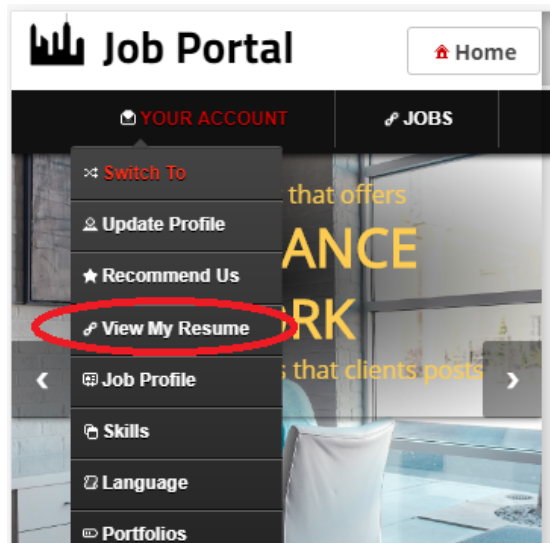 Job Portal
Home
YOUR ACCOUNT
JOBS
Switch To
Update Profile
Recommend Us
View My Resume
Job Profile
Skills
Language
Portfolios
that offers
ANCE
RK
that clients posts